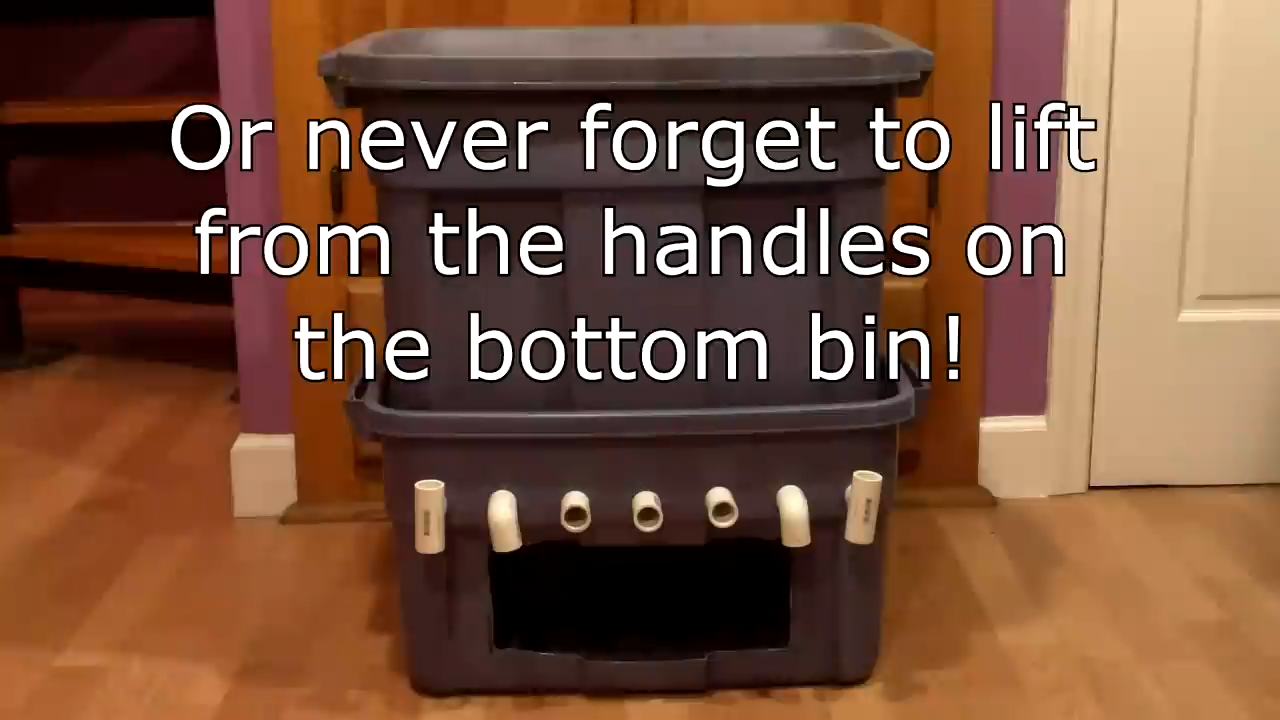 Or never forget to lift
from the handles on
the bottom bin!